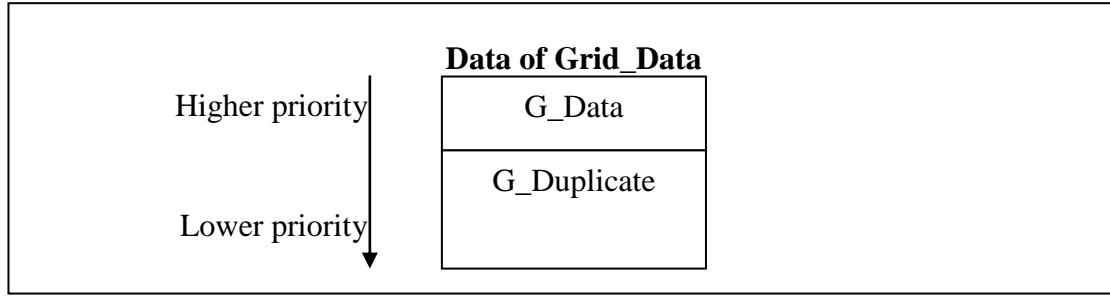 Data of Grid_Data
Higher priority
G_Data
G_Duplicate
Lower priority